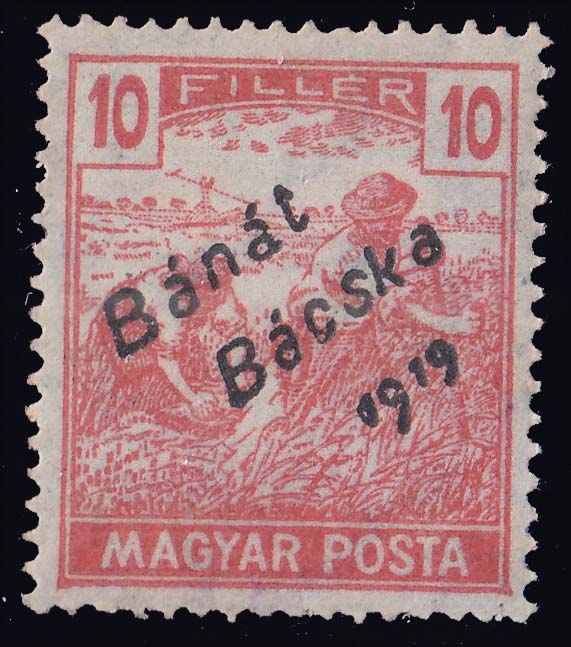 10 FILLÉR 10
Bánát
Bácska
1919
MAGYAR POSTA